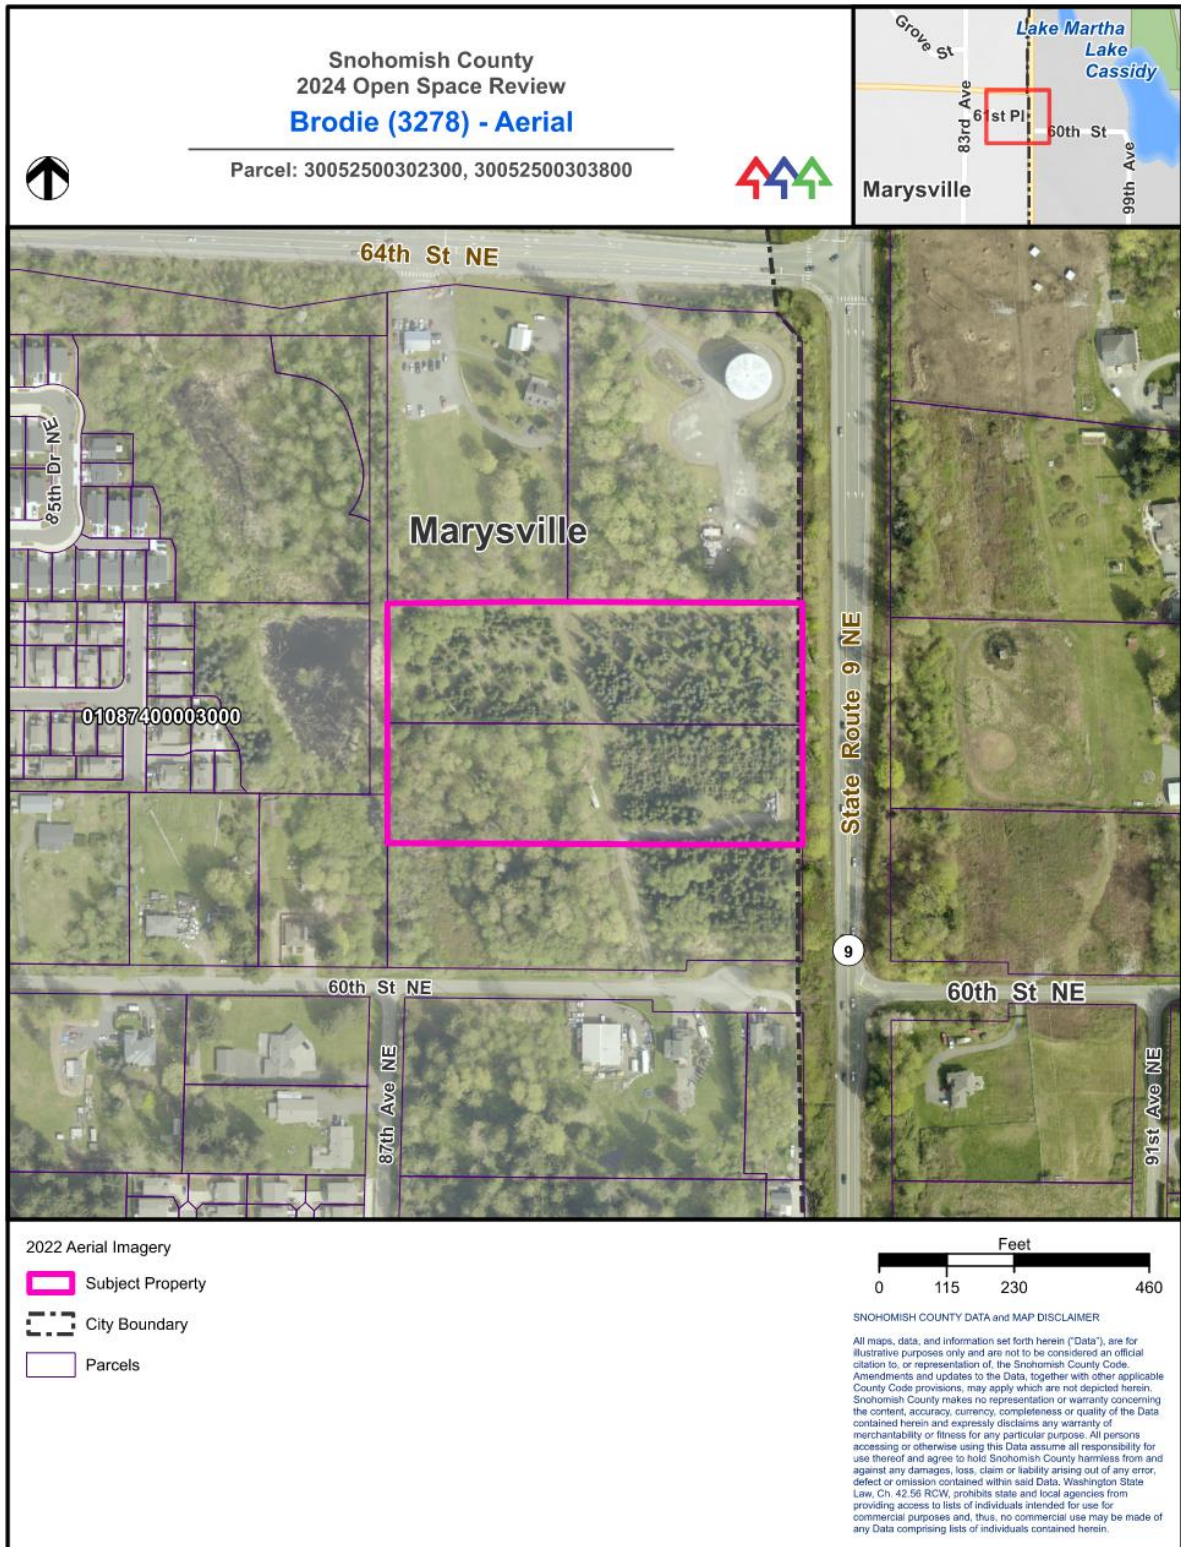 Snohomish County
2024 Open Space Review
Brodie (3278) - Aerial
Parcel: 30052500302300, 30052500303800
Grove St
Lake Martha
Lake
Cassidy
83rd Ave
61st Pl
60th St
99th Ave
Marysville
64th St NE
85th Dr NE
Marysville
State Route 9 NE
01087400003000
9
60th St NE
60th St NE
87th Ave NE
91st Ave NE
2022 Aerial Imagery
Subject Property
City Boundary
Parcels
Feet
0 115 230 460
SNOHOMISH COUNTY DATA and MAP DISCLAIMER
All maps, data, and information set forth herein ("Data"), are for
illustrative purposes only and are not to be considered an official
citation to, or representation of, the Snohomish County Code.
Amendments and updates to the Data, together with other applicable
County Code provisions, may apply which are not depicted herein.
Snohomish County makes no representation or warranty concerning
the content, accuracy, currency, completeness or quality of the Data
contained herein and expressly disclaims any warranty of
merchantability or fitness for any particular purpose. All persons
accessing or otherwise using this Data assume all responsibility for
use thereof and agree to hold Snohomish County harmless from and
against any damages, loss, claim or liability arising out of any error,
defect or omission contained within said Data. Washington State
Law, Ch. 42.56 RCW, prohibits state and local agencies from
providing access to lists of individuals intended for use for
commercial purposes and, thus, no commercial use may be made of
any Data comprising lists of individuals contained herein.